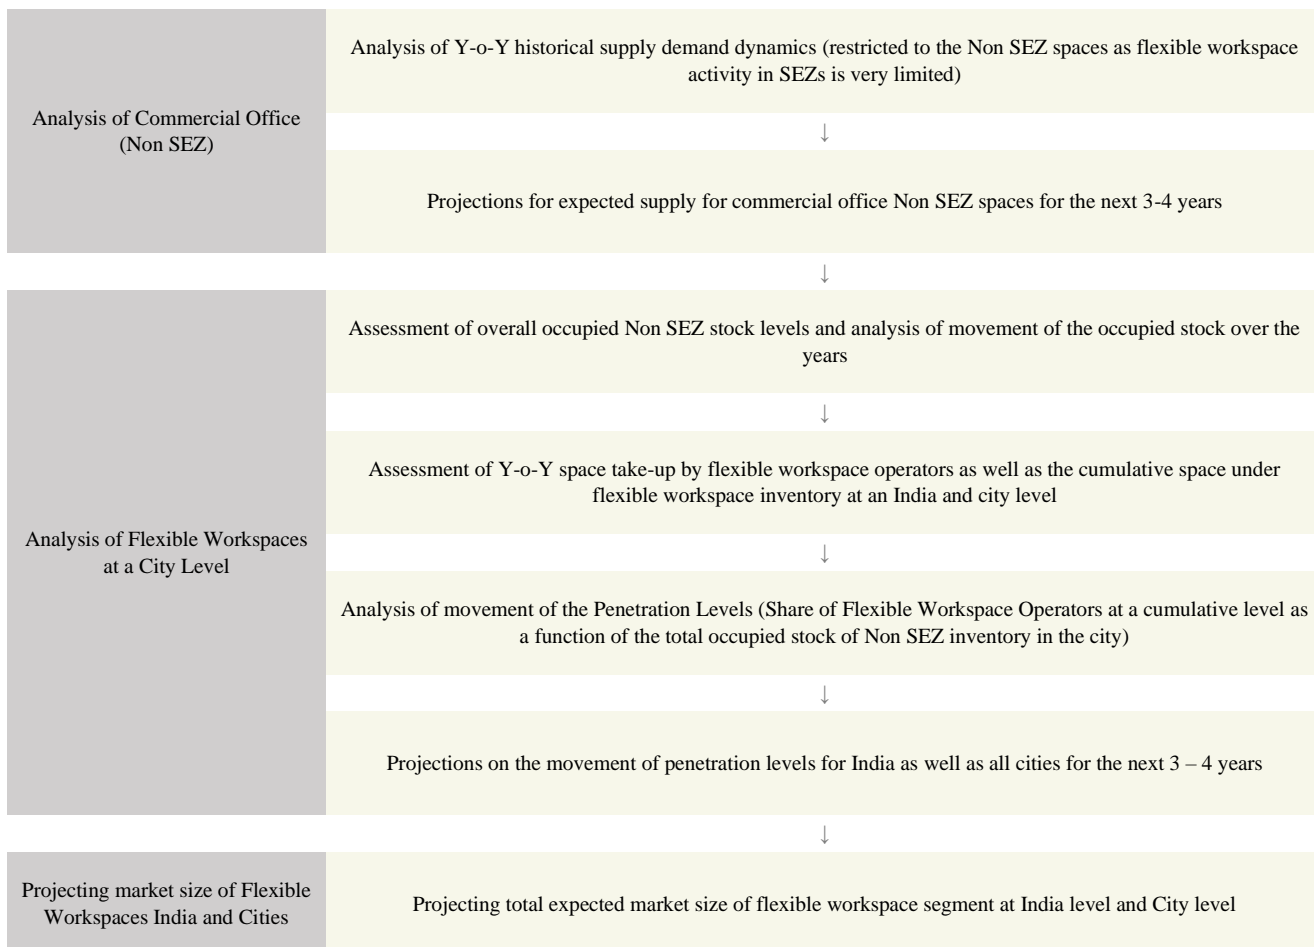 Analysis of Commercial Office
(Non SEZ)
Analysis of Y-o-Y historical supply demand dynamics (restricted to the Non SEZ spaces as flexible workspace
activity in SEZs is very limited)
↓
Projections for expected supply for commercial office Non SEZ spaces for the next 3-4 years
↓
Analysis of Flexible Workspaces
at a City Level
Assessment of overall occupied Non SEZ stock levels and analysis of movement of the occupied stock over the
years
↓
Assessment of Y-o-Y space take-up by flexible workspace operators as well as the cumulative space under
flexible workspace inventory at an India and city level
↓
Analysis of movement of the Penetration Levels (Share of Flexible Workspace Operators at a cumulative level as
a function of the total occupied stock of Non SEZ inventory in the city)
↓
Projections on the movement of penetration levels for India as well as all cities for the next 3 – 4 years
↓
Projecting market size of Flexible
Workspaces India and Cities
Projecting total expected market size of flexible workspace segment at India level and City level